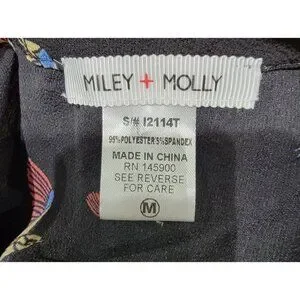 MILEY + MOLLY
S/# I2114T
95%POLYESTER'5%SPANDEX
MADE IN CHINA
RN 145900
SEE REVERSE
FOR CARE
M